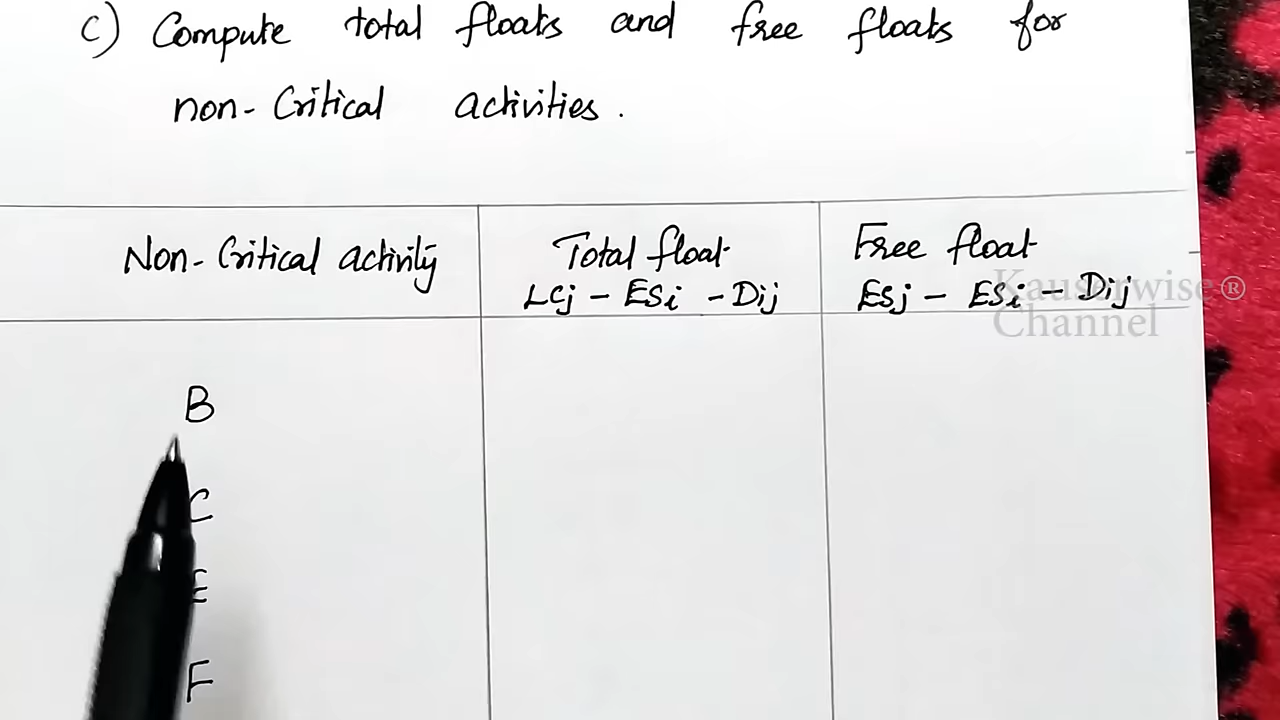 c) Compute total floats and free floats for
non-Critical activities.
Non-Critical activity
Total float
LCj - ESi - Dij
Free float
ESj - ESi - Dij
Kauserwise®
Channel
B
C
E
F